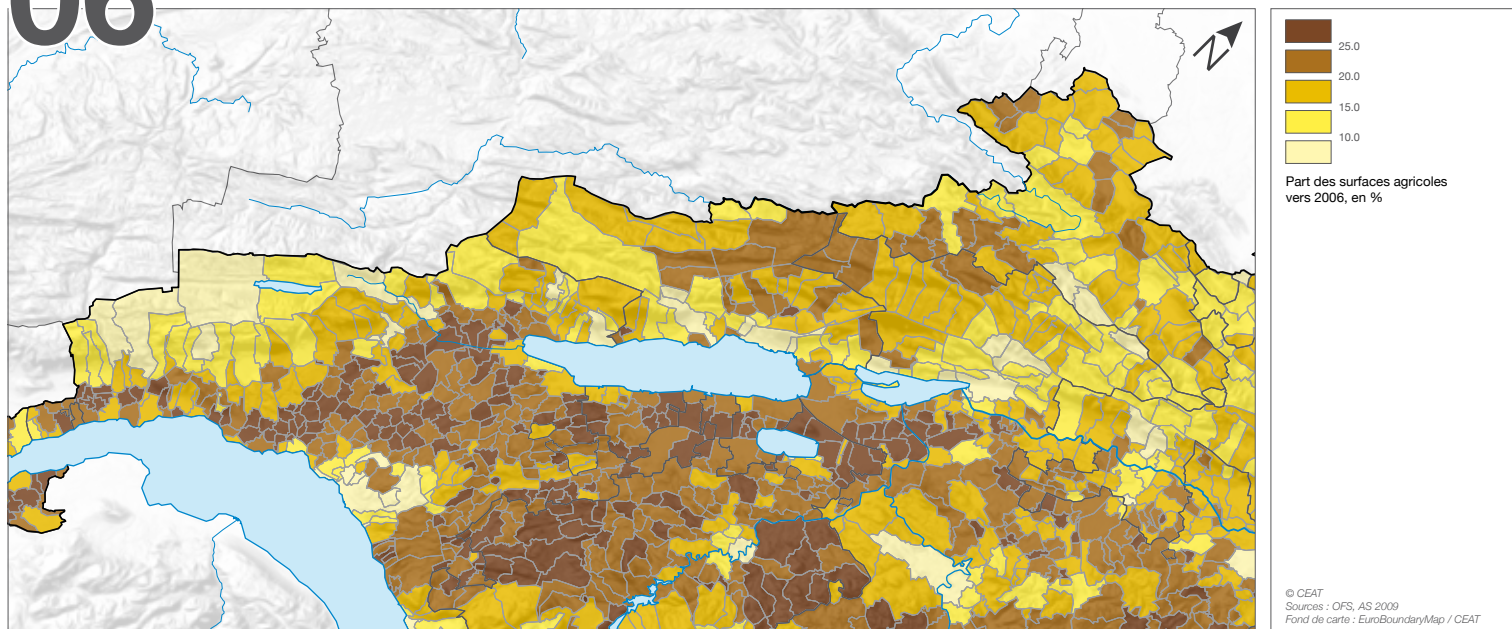 06
N
25.0
20.0
15.0
10.0
Part des surfaces agricoles
vers 2006, en %
© CEAT
Sources : OFS, AS 2009
Fond de carte : EuroBoundaryMap / CEAT